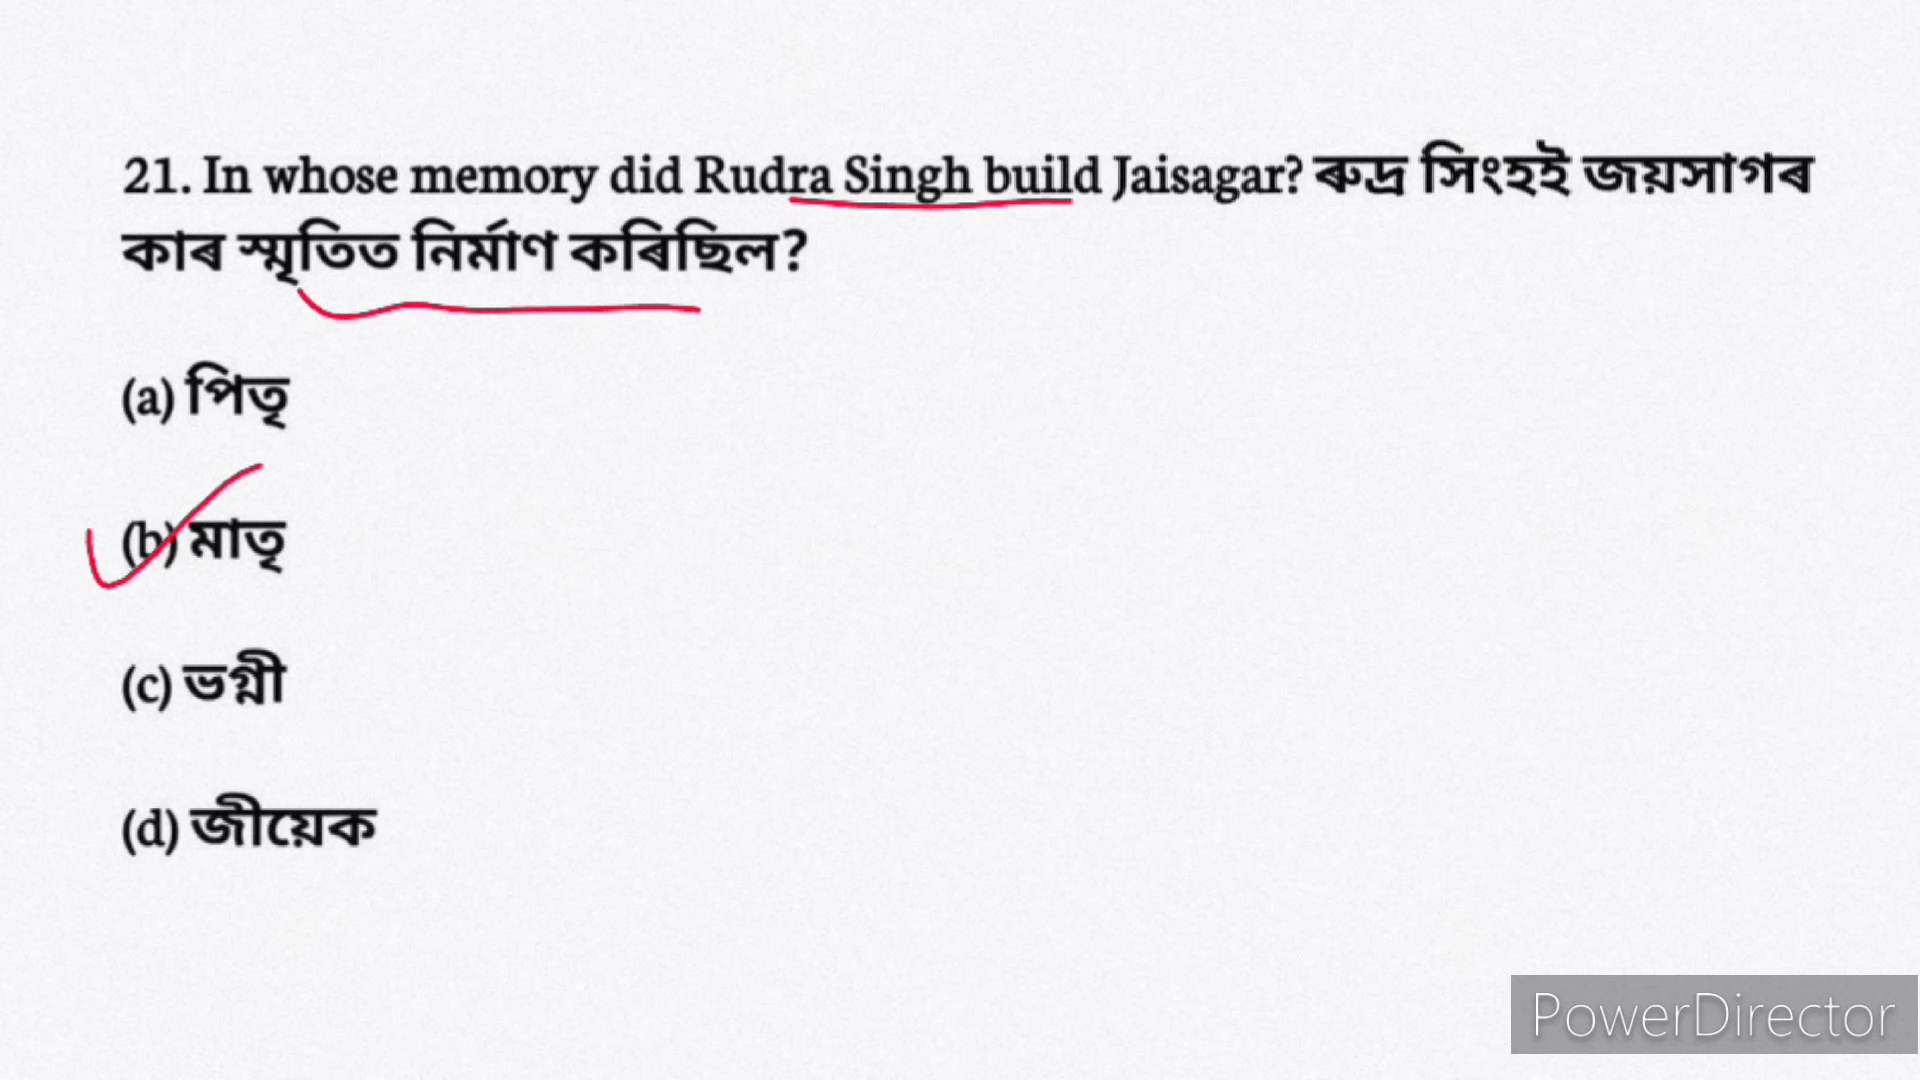 21. In whose memory did Rudra Singh build Jaisagar? ৰুদ্ৰ সিংহই জয়সাগৰ
কাৰ স্মৃতিত নিৰ্মাণ কৰিছিল?
(a) পিতৃ
(b) মাতৃ
(c) ভগ্নী
(d) জীয়েক
PowerDirector